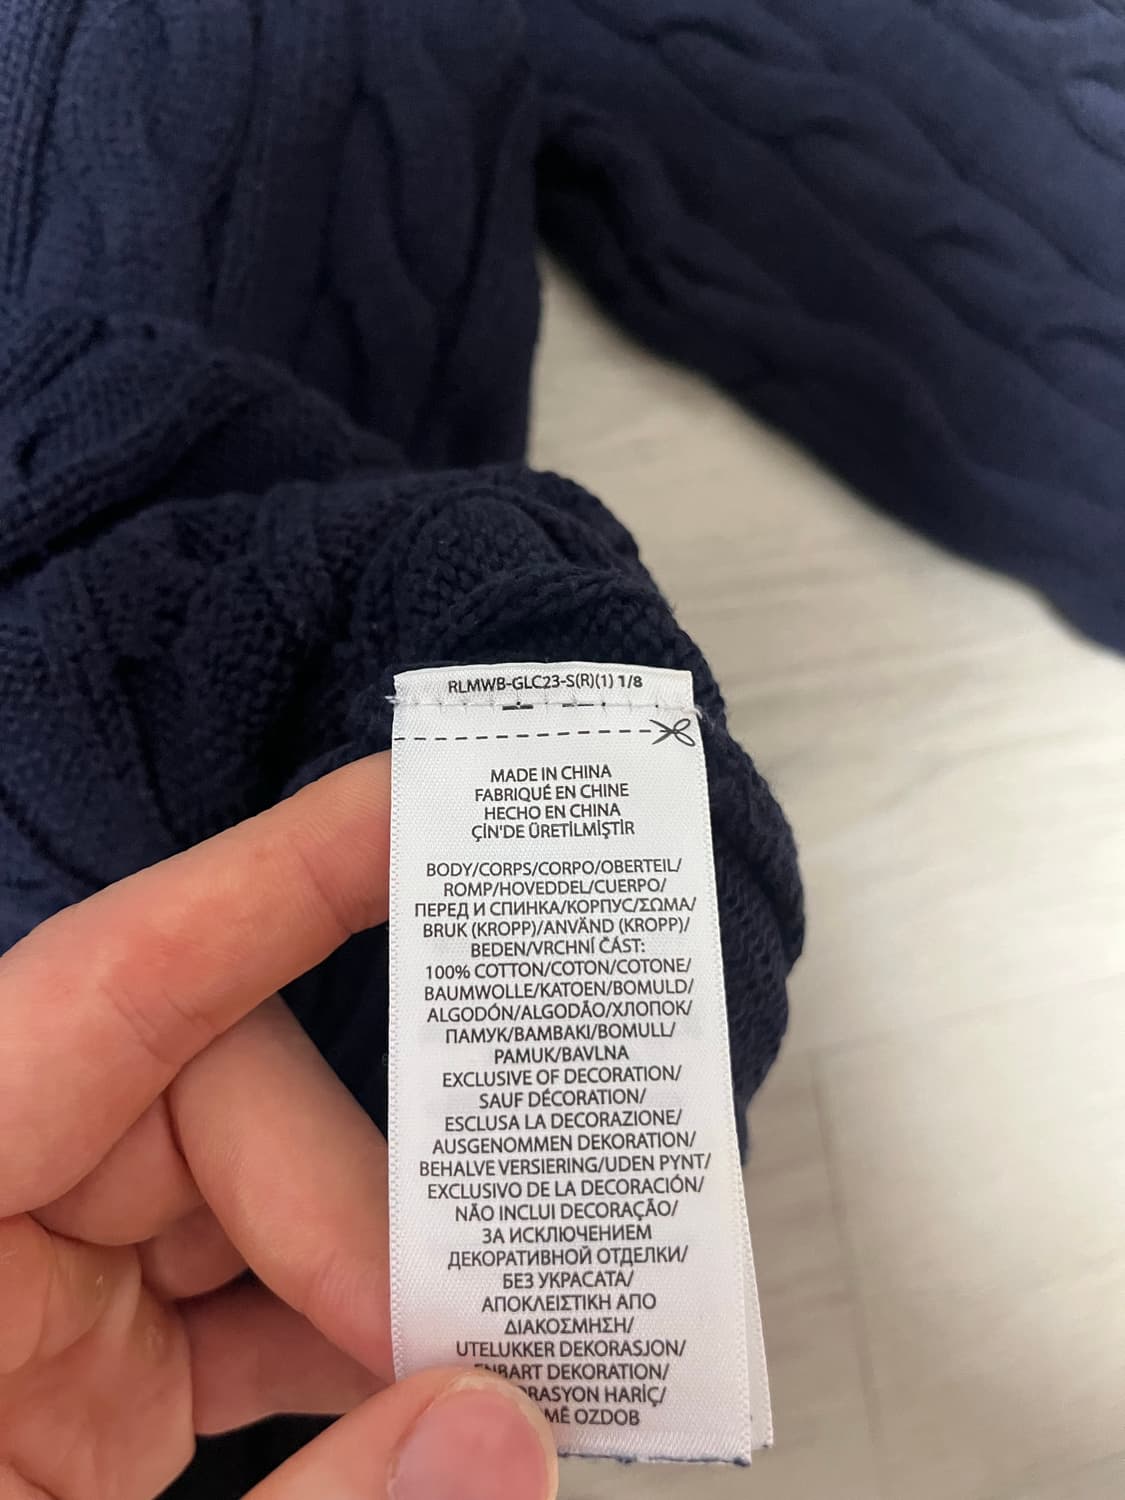 RLMWB-GLC23-S(R)(1) 1/8
MADE IN CHINA
FABRIQUÉ EN CHINE
HECHO EN CHINA
ÇİN'DE ÜRETİLMİŞTİR
BODY/CORPS/CORPO/OBERTEIL/
ROMP/HOVEDDEL/CUERPO/
ПЕРЕД И СПИНКА/КОРПУС/ΣΩΜΑ/
BRUK (KROPP)/ANVÄND (KROPP)/
BEDEN/VRCHNÍ ČÁST:
100% COTTON/COTON/COTONE/
BAUMWOLLE/KATOEN/BOMULD/
ALGODÓN/ALGODÃO/ХЛОПОК/
ПАМУК/ΒΑΜΒΑΚΙ/BOMULL/
PAMUK/BAVLNA
EXCLUSIVE OF DECORATION/
SAUF DÉCORATION/
ESCLUSA LA DECORAZIONE/
AUSGENOMMEN DEKORATION/
BEHALVE VERSIERING/UDEN PYNT/
EXCLUSIVO DE LA DECORACIÓN/
NÃO INCLUI DECORAÇÃO/
ЗА ИСКЛЮЧЕНИЕМ
ДЕКОРАТИВНОЙ ОТДЕЛКИ/
БЕЗ УКРАСАТА/
ΑΠΟΚΛΕΙΣΤΙΚΗ ΑΠΟ
ΔΙΑΚΟΣΜΗΣΗ/
UTELUKKER DEKORASJON/
DEKORATION/
HARİÇ/
OZDOB